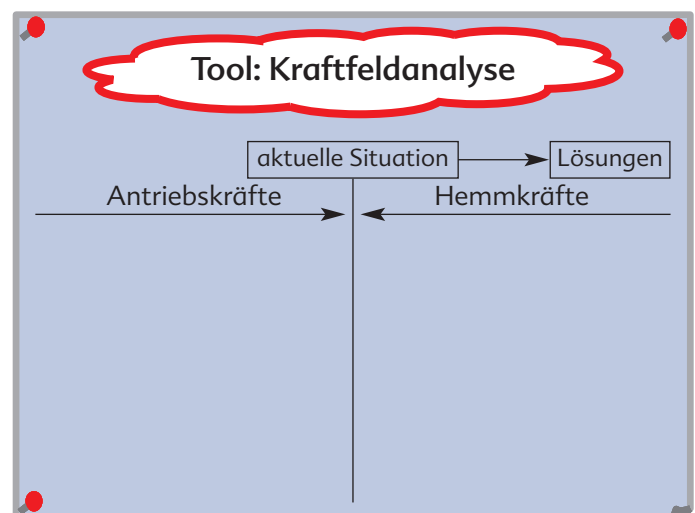 Tool: Kraftfeldanalyse
aktuelle Situation Lösungen
Antriebskräfte Hemmkräfte